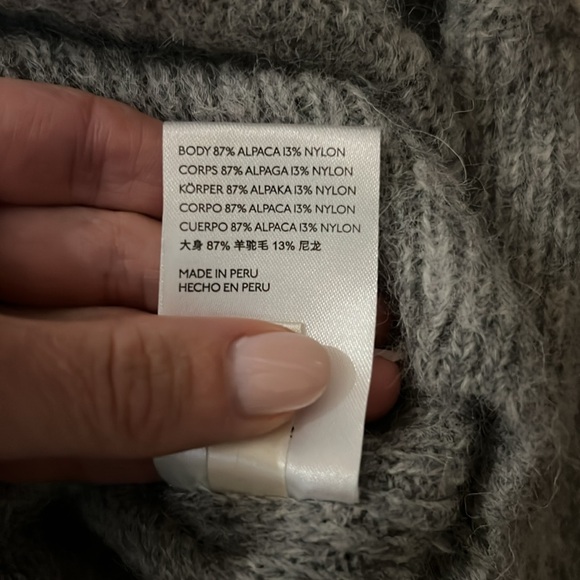 BODY 87% ALPACA 13% NYLON
CORPS 87% ALPAGA 13% NYLON
KÖRPER 87% ALPAKA 13% NYLON
CORPO 87% ALPACA 13% NYLON
CUERPO 87% ALPACA 13% NYLON
大身 87% 羊驼毛 13% 尼龙
MADE IN PERU
HECHO EN PERU